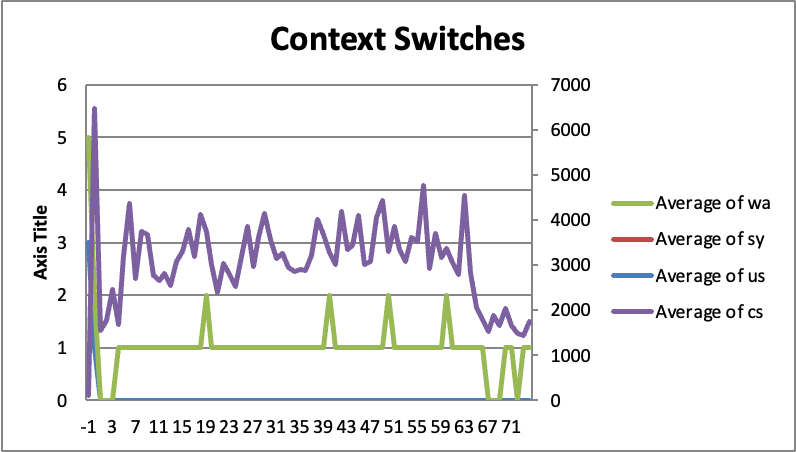 Context Switches
6
5
4
3
2
1
0
Axis Title
7000
6000
5000
4000
3000
2000
1000
0
-1 3 7 11 15 19 23 27 31 35 39 43 47 51 55 59 63 67 71
Average of wa
Average of sy
Average of us
Average of cs